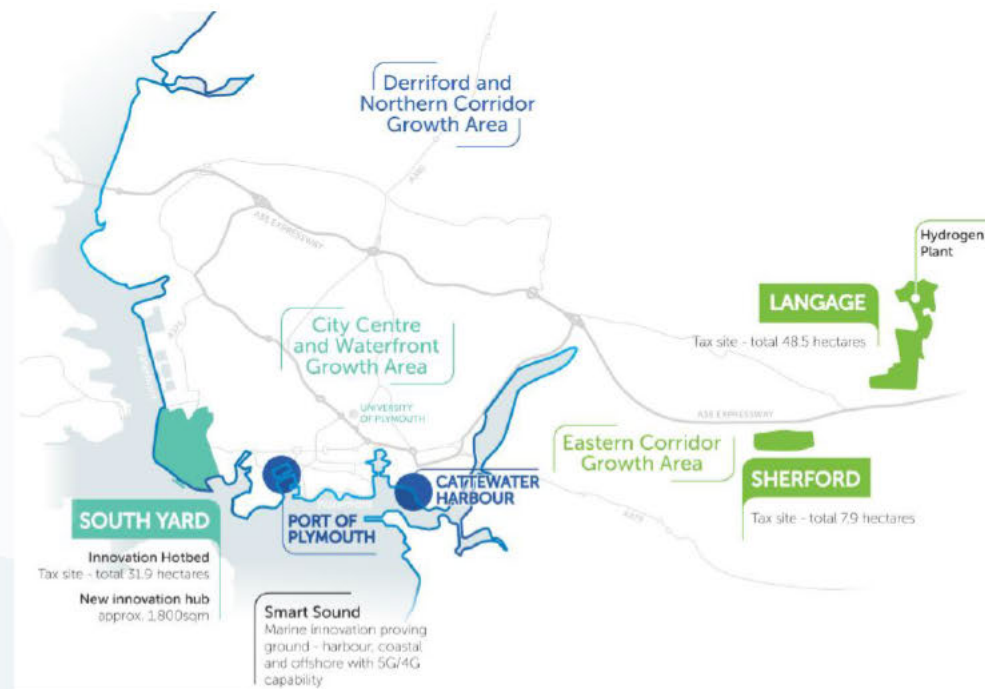 Derriford and
Northern Corridor
Growth Area
A386
A38 EXPRESSWAY
Hydrogen
Plant
LANGAGE
Tax site - total 48.5 hectares
City Centre
and Waterfront
Growth Area
UNIVERSITY
OF PLYMOUTH
A38 EXPRESSWAY
Eastern Corridor
Growth Area
SHERFORD
Tax site - total 7.9 hectares
CATTEWATER
HARBOUR
PORT OF
PLYMOUTH
SOUTH YARD
Innovation Hotbed
Tax site - total 31.9 hectares
New innovation hub
approx. 1,800sqm
Smart Sound
Marine innovation proving
ground - harbour, coastal
and offshore with 5G/4G
capability
A379